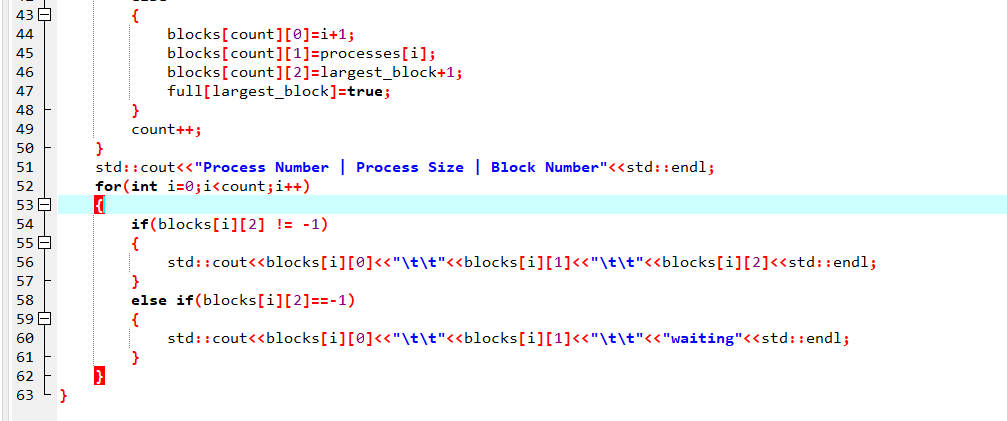 43 {
44 blocks[count][0]=i+1;
45 blocks[count][1]=processes[i];
46 blocks[count][2]=largest_block+1;
47 full[largest_block]=true;
48 }
49 count++;
50 }
51 std::cout<<"Process Number | Process Size | Block Number"<<std::endl;
52 for(int i=0;i<count;i++)
53 {
54 if(blocks[i][2] != -1)
55 {
56 std::cout<<blocks[i][0]<<"\t\t"<<blocks[i][1]<<"\t\t"<<blocks[i][2]<<std::endl;
57 }
58 else if(blocks[i][2]==-1)
59 {
60 std::cout<<blocks[i][0]<<"\t\t"<<blocks[i][1]<<"\t\t"<<"waiting"<<std::endl;
61 }
62 }
63 }